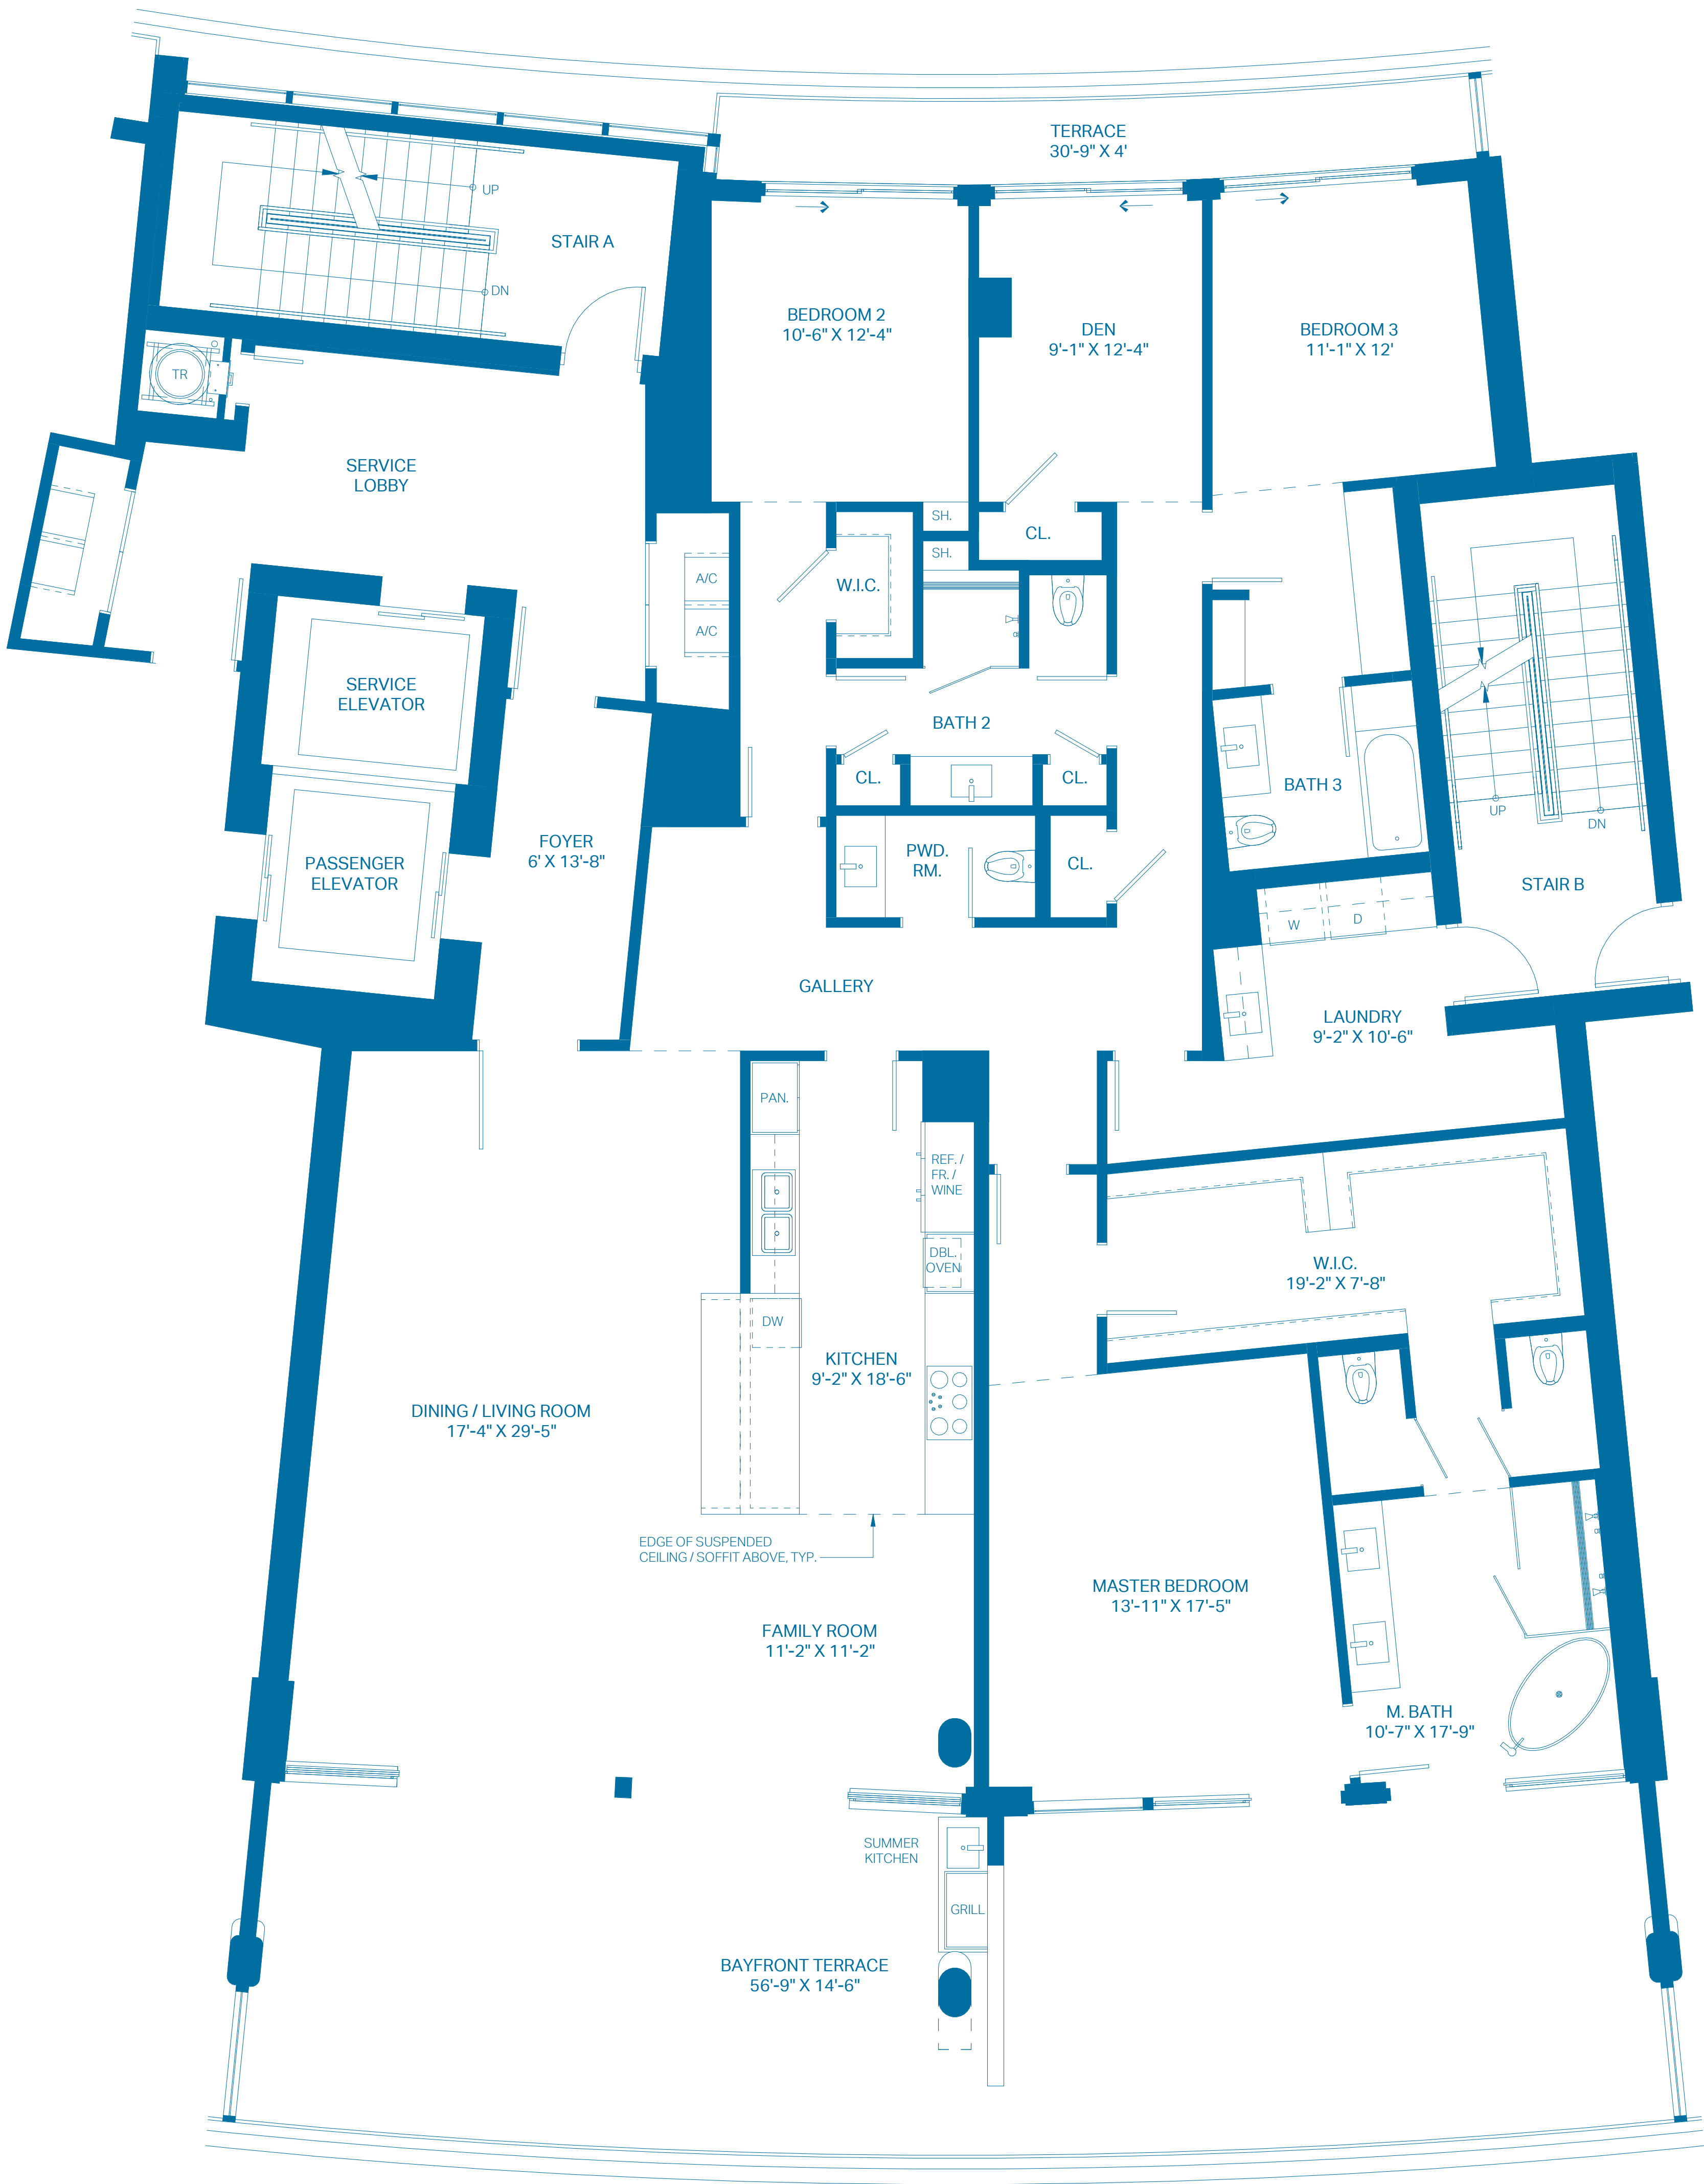 TERRACE
30'-9" X 4'
UP
STAIR A
DN
BEDROOM 2
10'-6" X 12'-4"
DEN
9'-1" X 12'-4"
BEDROOM 3
11'-1" X 12'
TR
SERVICE
LOBBY
SH.
SH.
CL.
A/C
A/C
W.I.C.
SERVICE
ELEVATOR
BATH 2
CL.
CL.
BATH 3
UP
DN
PASSENGER
ELEVATOR
FOYER
6' X 13'-8"
PWD.
RM.
CL.
STAIR B
W
D
GALLERY
LAUNDRY
9'-2" X 10'-6"
PAN.
REF. /
FR. /
WINE
DBL.
OVEN
W.I.C.
19'-2" X 7'-8"
DW
KITCHEN
9'-2" X 18'-6"
DINING / LIVING ROOM
17'-4" X 29'-5"
EDGE OF SUSPENDED
CEILING / SOFFIT ABOVE, TYP.
MASTER BEDROOM
13'-11" X 17'-5"
FAMILY ROOM
11'-2" X 11'-2"
M. BATH
10'-7" X 17'-9"
SUMMER
KITCHEN
GRILL
BAYFRONT TERRACE
56'-9" X 14'-6"